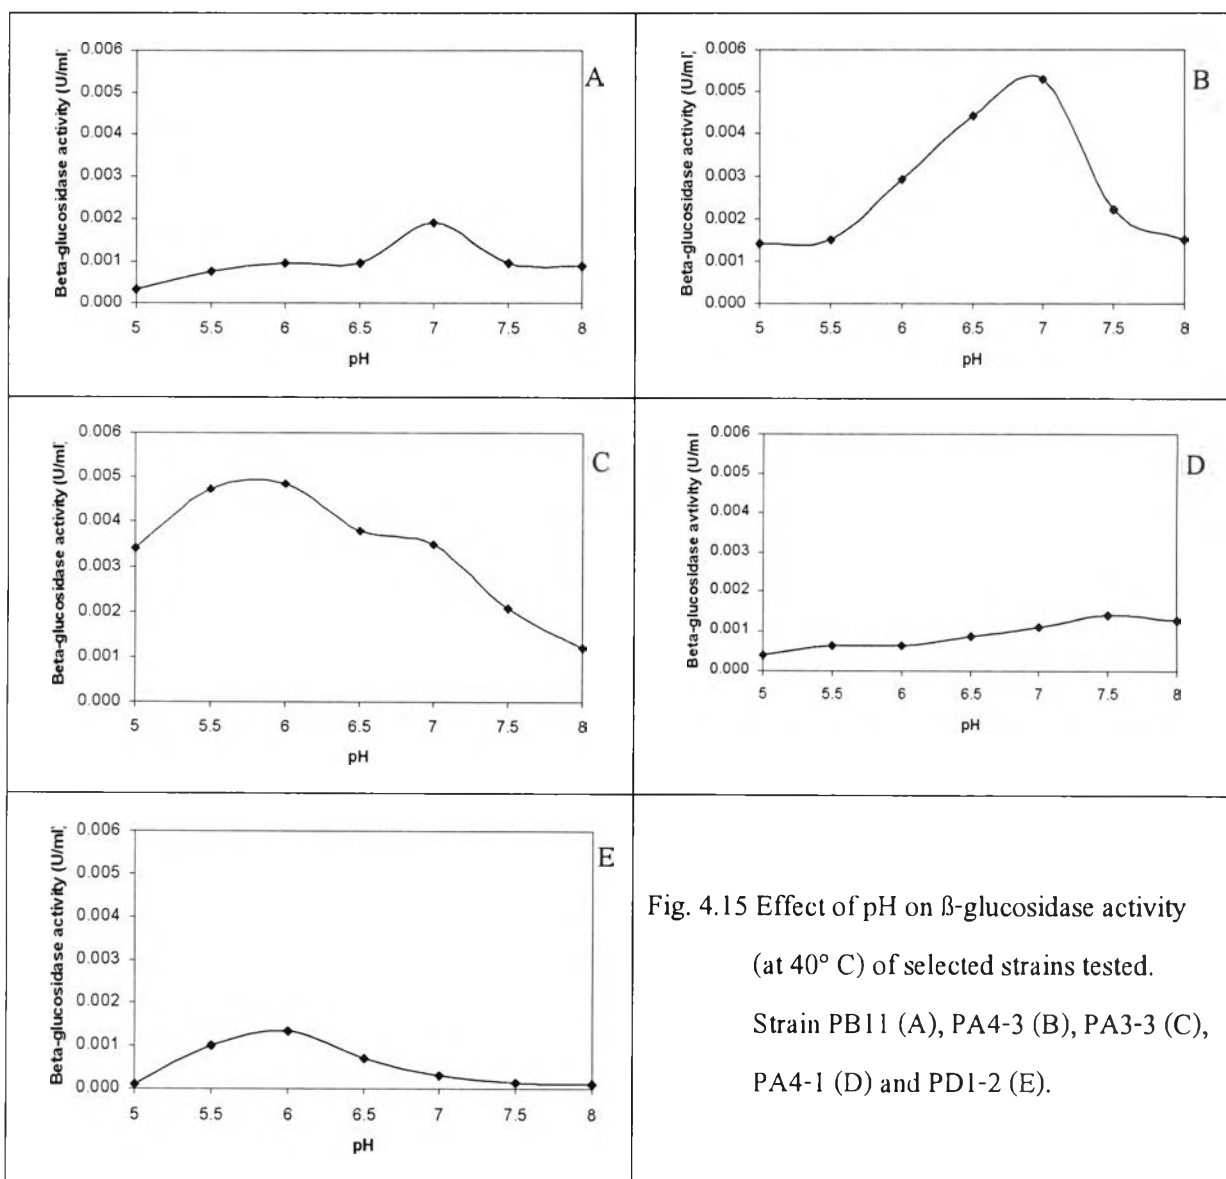 Beta-glucosidase activity (U/ml)
0.006
0.005
0.004
0.003
0.002
0.001
0.000
5 5.5 6 6.5 7 7.5 8
pH
A
Beta-glucosidase activity (U/ml)
0.006
0.005
0.004
0.003
0.002
0.001
0.000
5 5.5 6 6.5 7 7.5 8
pH
B
Beta-glucosidase activity (U/ml)
0.006
0.005
0.004
0.003
0.002
0.001
0.000
5 5.5 6 6.5 7 7.5 8
pH
C
Beta-glucosidase avtivity (U/ml
0.006
0.005
0.004
0.003
0.002
0.001
0.000
5 5.5 6 6.5 7 7.5 8
pH
D
Beta-glucosidase activity (U/ml)
0.006
0.005
0.004
0.003
0.002
0.001
0.000
5 5.5 6 6.5 7 7.5 8
pH
E
Fig. 4.15 Effect of pH on ß-glucosidase activity
(at 40° C) of selected strains tested.
Strain PB11 (A), PA4-3 (B), PA3-3 (C),
PA4-1 (D) and PD1-2 (E).